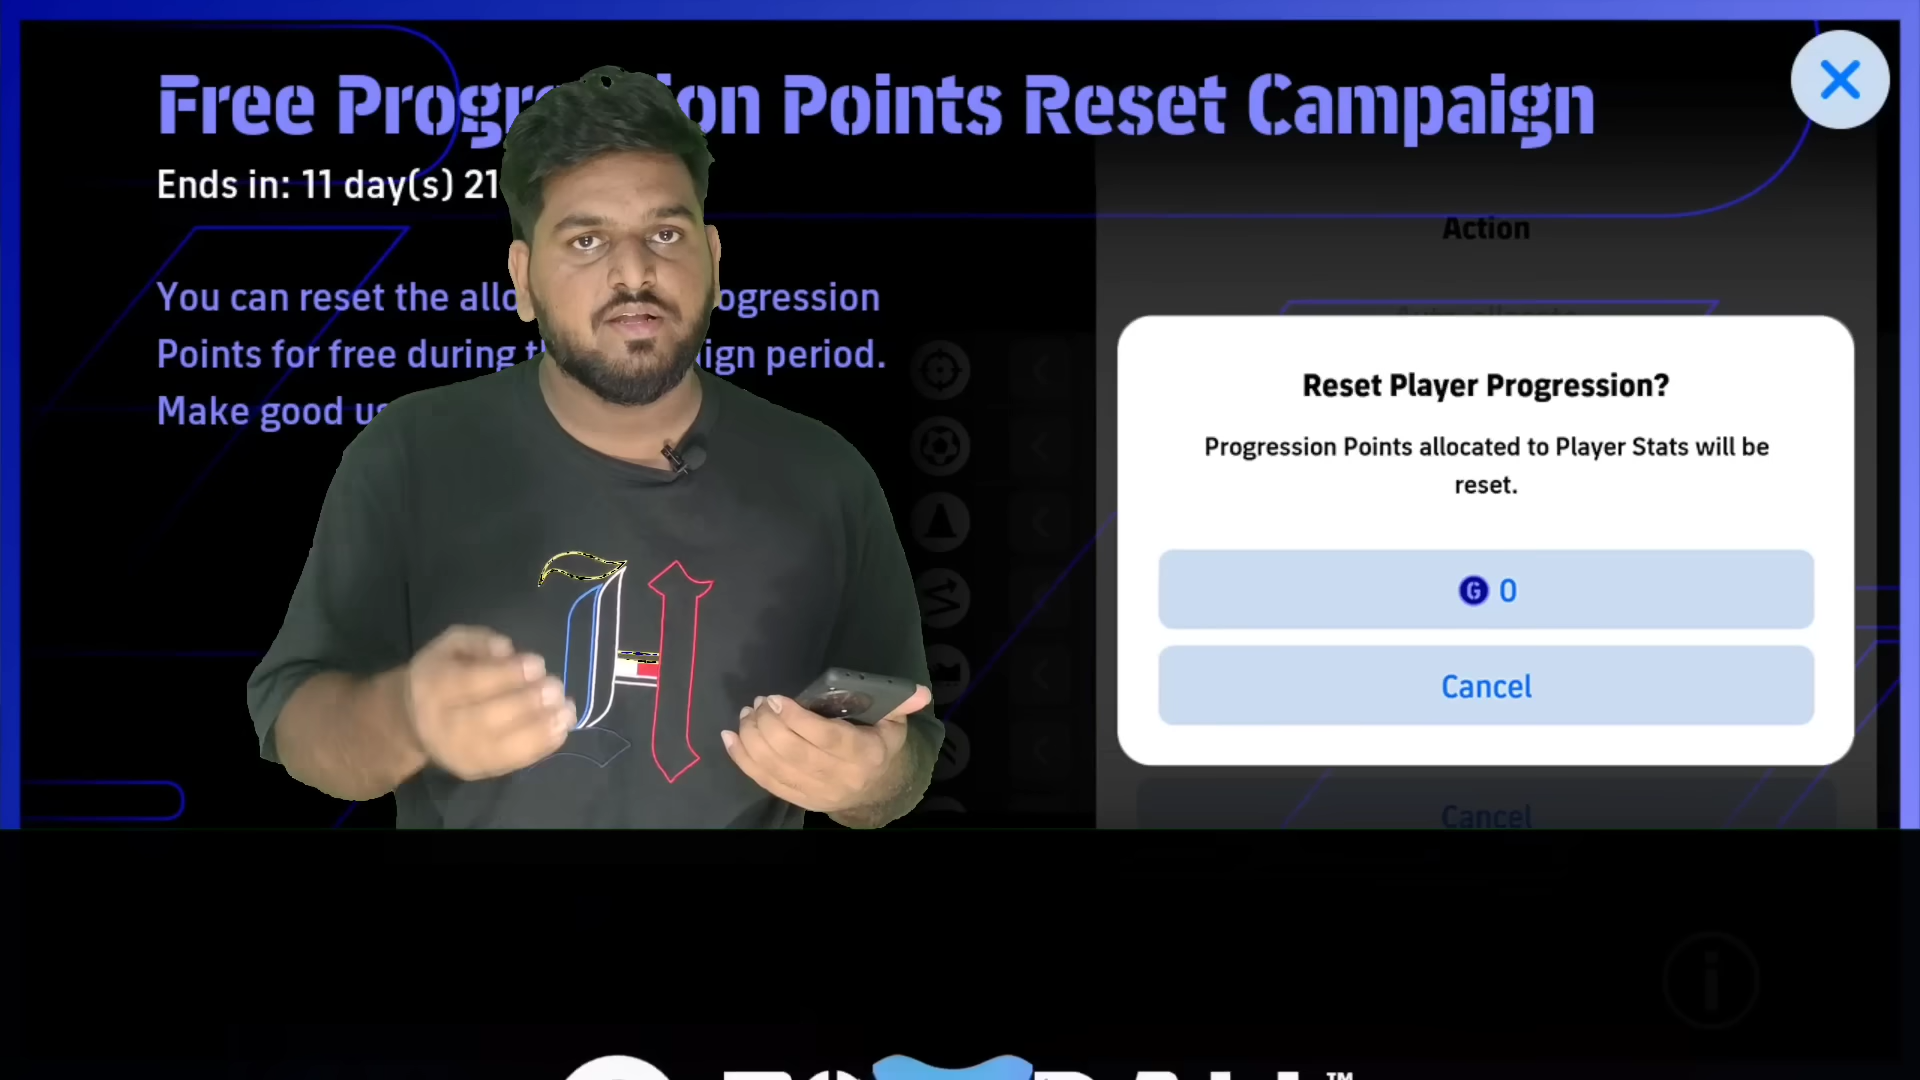 Free Progr on Points Reset Campaign
Ends in: 11 day(s) 21
You can reset the allo ogression
Points for free during t ign period.
Make good us
Action
Reset Player Progression?
Progression Points allocated to Player Stats will be
reset.
G 0
Cancel
Cancel
H
TM